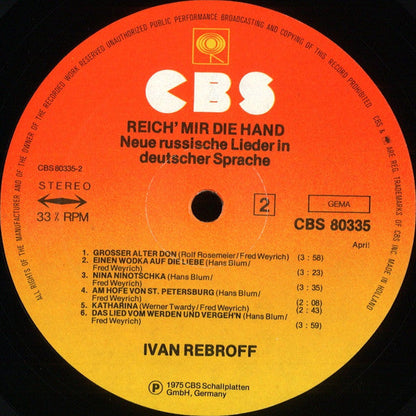 ALL RIGHTS OF THE MANUFACTURER AND OF THE OWNER OF THE RECORDED WORK RESERVED UNAUTHORIZED PUBLIC PERFORMANCE BROADCASTING AND COPYING OF THIS RECORD PROHIBITED
CBS
CBS & ARE REG. TRADEMARKS OF CBS INC. MADE IN HOLLAND
REICH' MIR DIE HAND
Neue russische Lieder in
deutscher Sprache
CBS 80335-2
STEREO
33⅓ RPM
2
GEMA
CBS 80335
April
1. GROSSER ALTER DON (Rolf Rosemeier/Fred Weyrich) (3 : 58)
2. EINEN WODKA AUF DIE LIEBE (Hans Blum/
Fred Weyrich) (3 : 23)
3. NINA NINOTSCHKA (Hans Blum/
Fred Weyrich) (3 : 35)
4. AM HOFE VON ST. PETERSBURG (Hans Blum/
Fred Weyrich) (2 : 08)
5. KATHARINA (Werner Twardy/Fred Weyrich) (2 : 43)
6. DAS LIED VOM WERDEN UND VERGEH'N (Hans Blum/
Fred Weyrich) (3 : 59)
IVAN REBROFF
Ⓟ 1975 CBS Schallplatten
GmbH, Germany